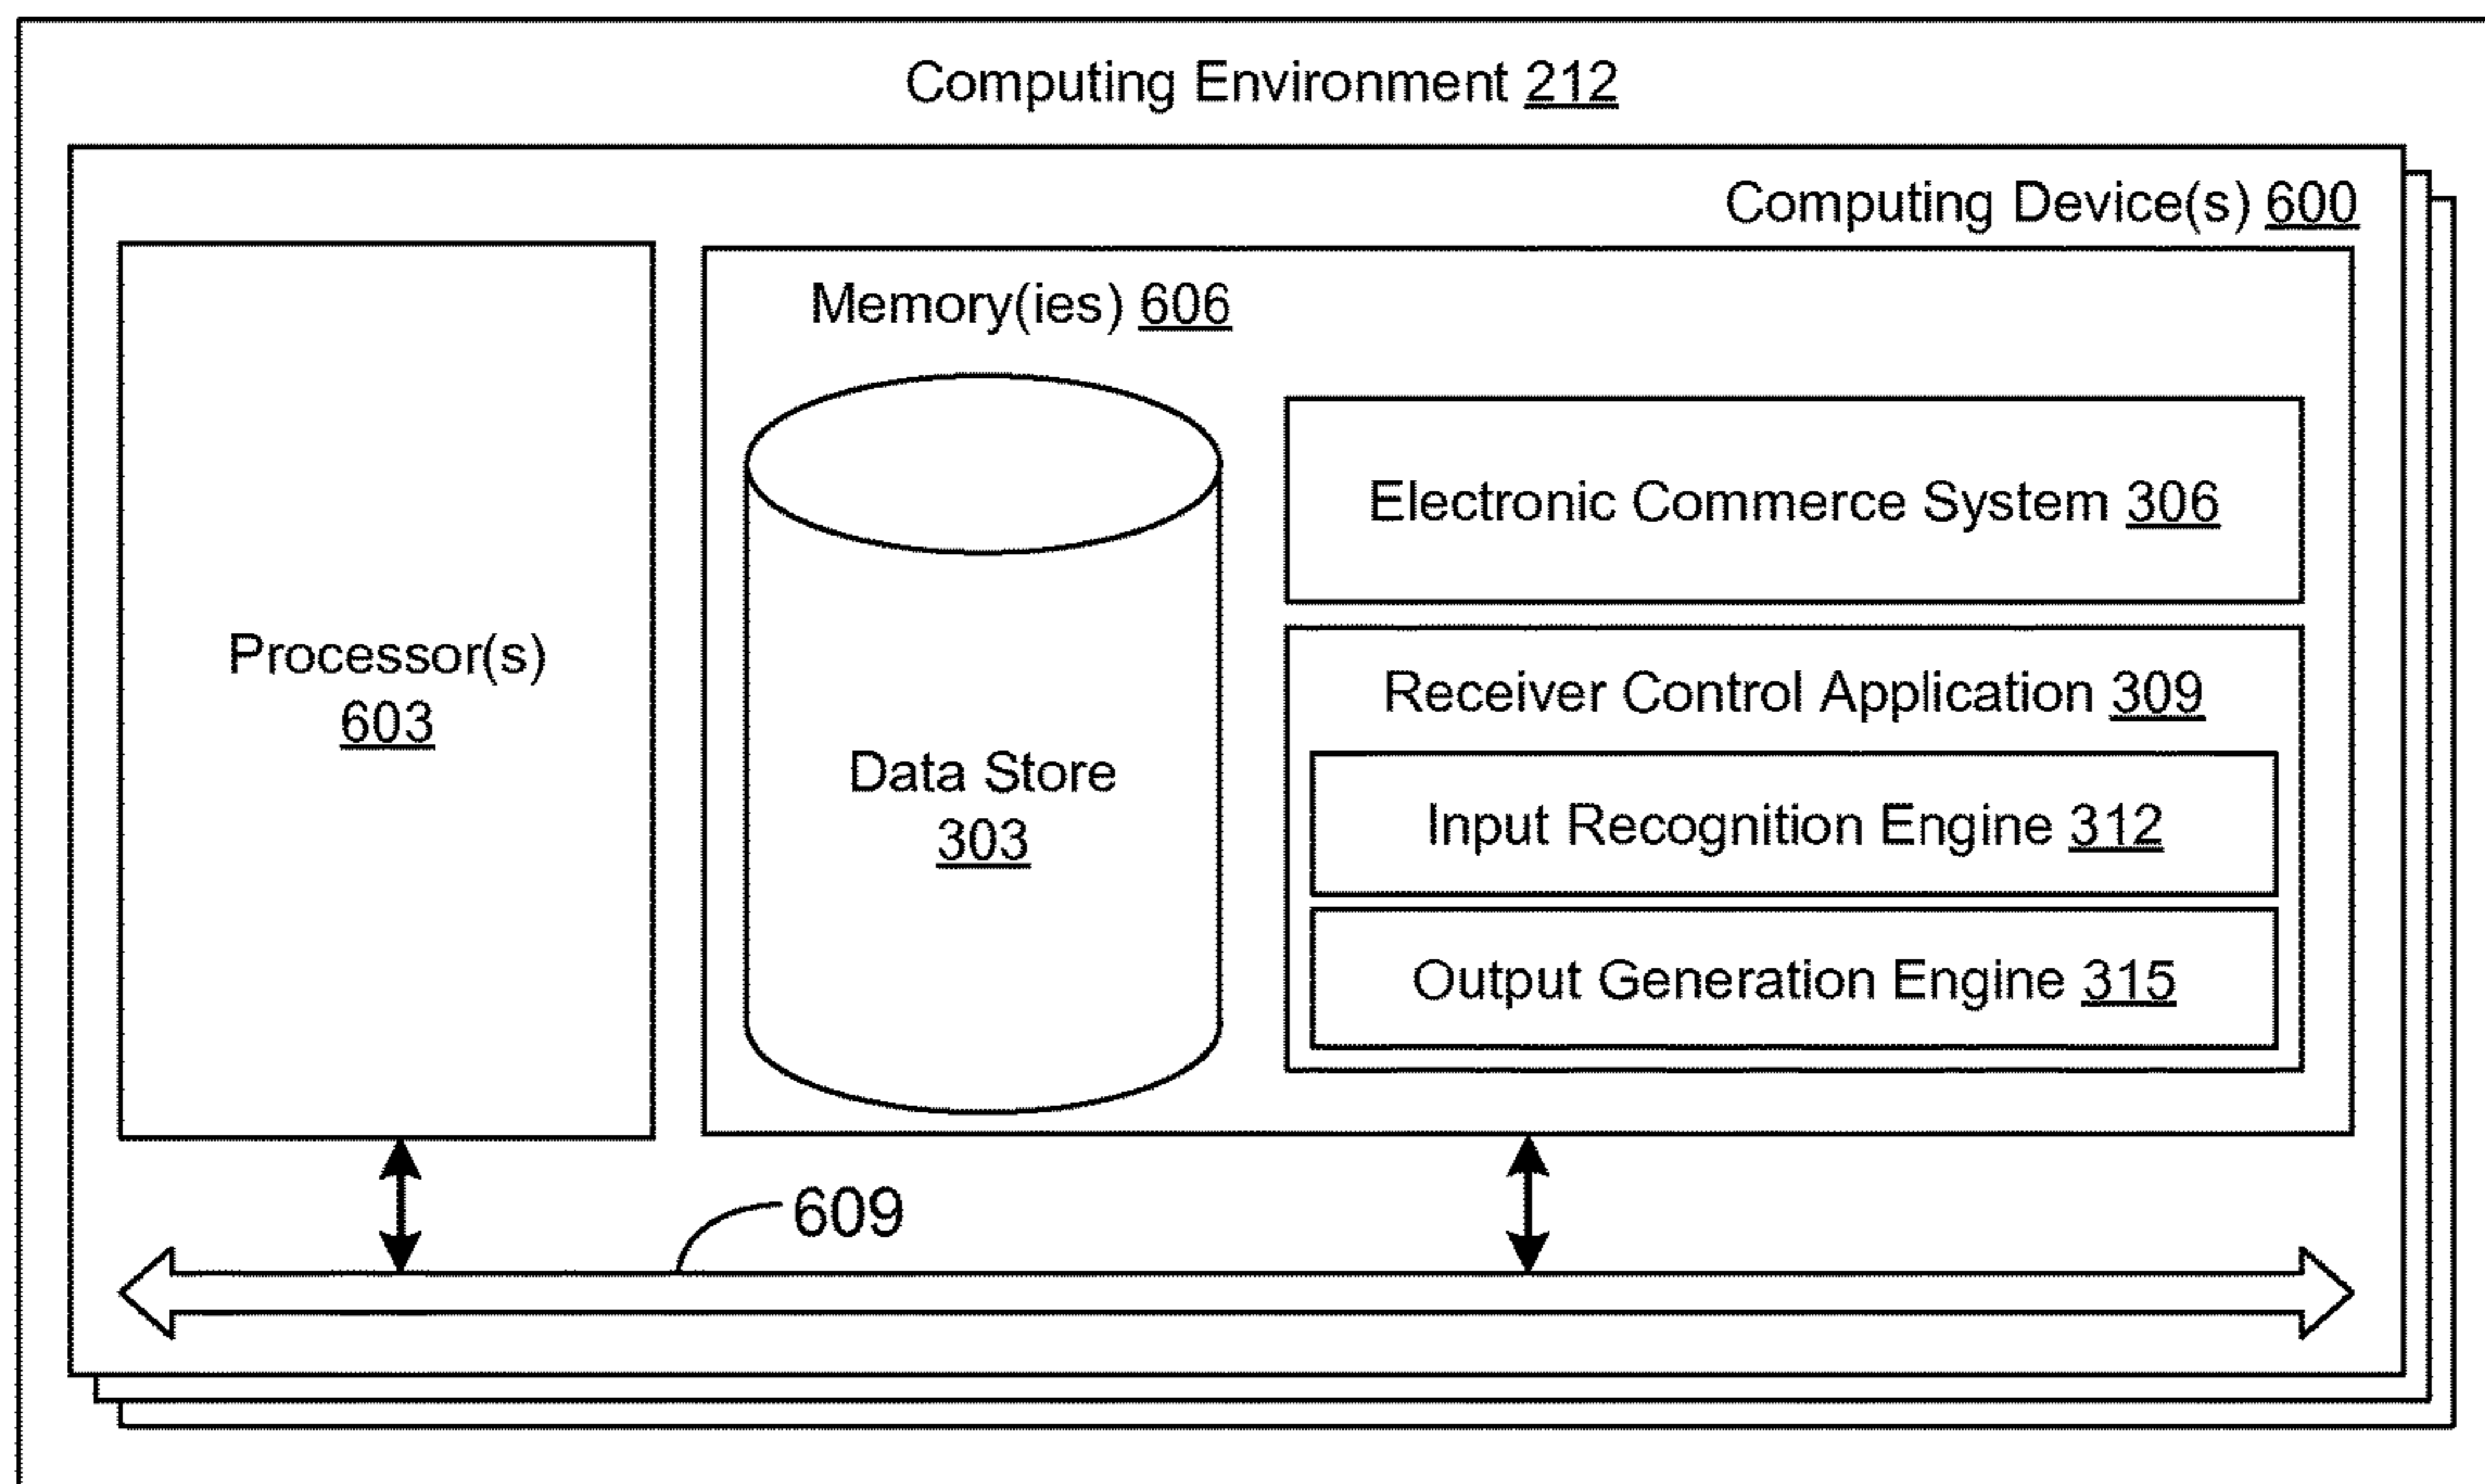 Computing Environment 212
Computing Device(s) 600
Memory(ies) 606
Electronic Commerce System 306
Processor(s)
603
Receiver Control Application 309
Data Store
303
Input Recognition Engine 312
Output Generation Engine 315
609